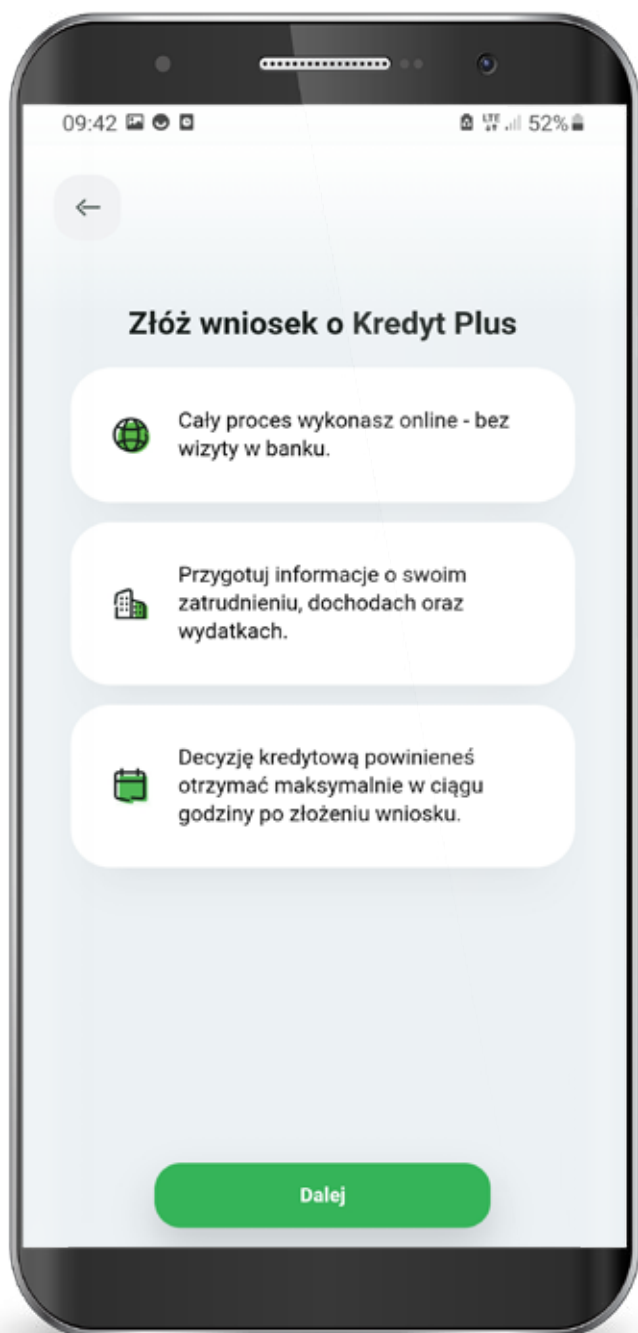 09:42
LTE
52%
Złóż wniosek o Kredyt Plus
Cały proces wykonasz online - bez
wizyty w banku.
Przygotuj informacje o swoim
zatrudnieniu, dochodach oraz
wydatkach.
Decyzję kredytową powinieneś
otrzymać maksymalnie w ciągu
godziny po złożeniu wniosku.
Dalej